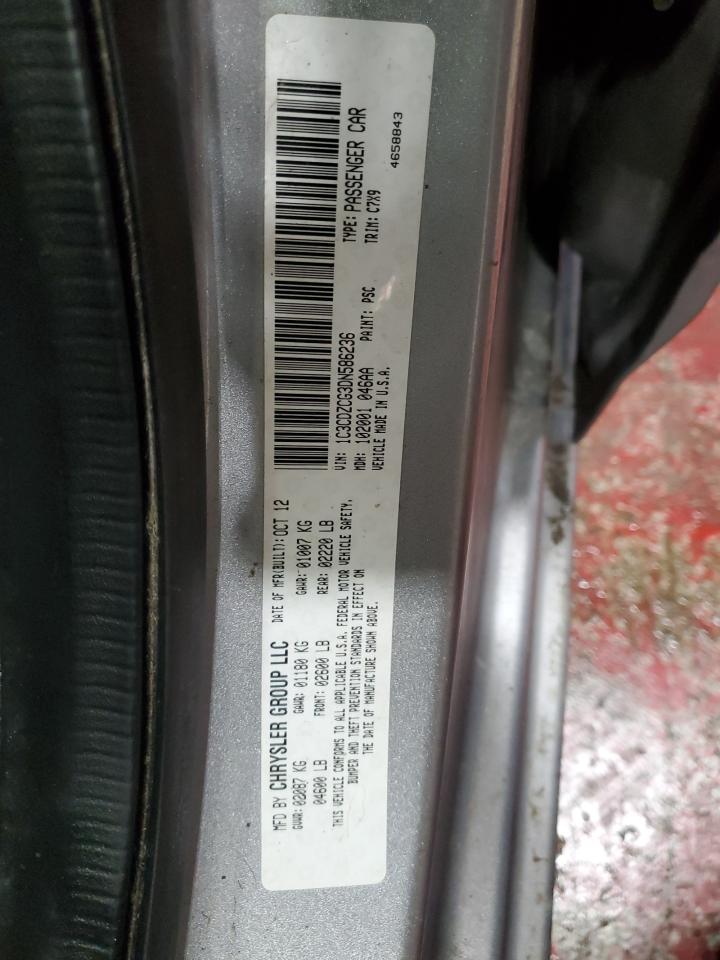 MFD BY CHRYSLER GROUP LLC DATE OF MFR(BUILT): OCT 12
GVWR: 02087 KG GAWR: 01180 KG GAWR: 01007 KG
04600 LB FRONT: 02600 LB REAR: 02220 LB
THIS VEHICLE CONFORMS TO ALL APPLICABLE U.S.A. FEDERAL MOTOR VEHICLE SAFETY,
BUMPER AND THEFT PREVENTION STANDARDS IN EFFECT ON
THE DATE OF MANUFACTURE SHOWN ABOVE.
VIN: 1C3CDZCG3DN586236 TYPE: PASSENGER CAR
MDH: 102001 046AA PAINT: PSC TRIM: C7X9
VEHICLE MADE IN U.S.A. 4658843